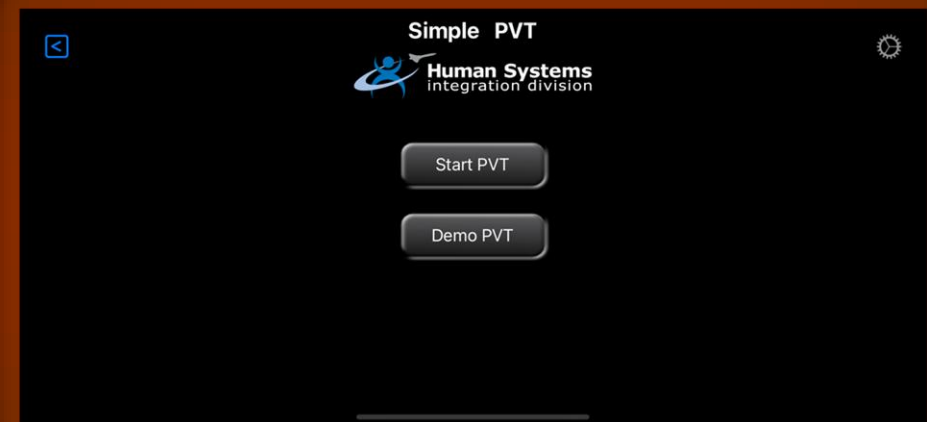 Simple PVT
Human Systems
integration division
Start PVT
Demo PVT